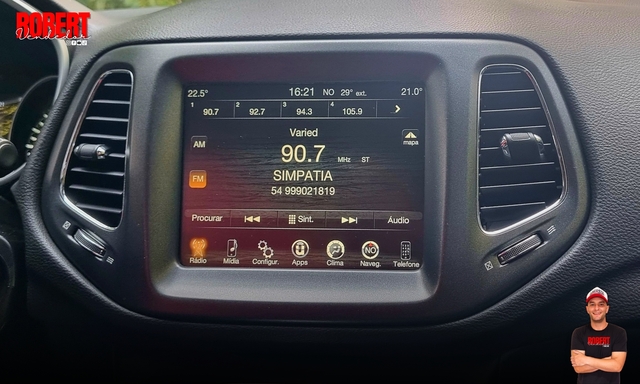 ROBERT
22.5° 16:21 NO 29° ext. 21.0°
1 90.7 2 92.7 3 94.3 4 105.9
Varied
AM
90.7 MHz ST
mapa
FM
SIMPATIA
54 999021819
Procurar Sint. Áudio
Rádio Mídia Configur. Apps Clima NO Naveg. Telefone
ROBERT